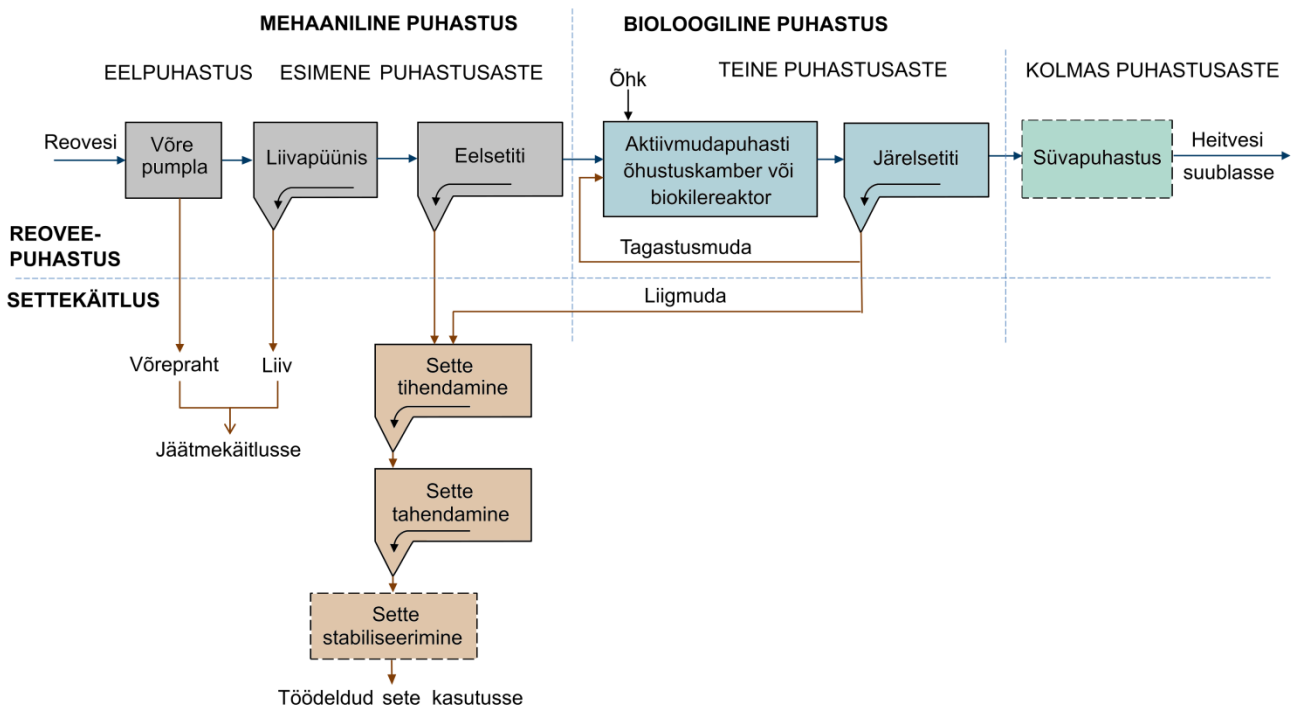 MEHAANILINE PUHASTUS
BIOLOOGILINE PUHASTUS
EELPUHASTUS
ESIMENE PUHASTUSASTE
TEINE PUHASTUSASTE
KOLMAS PUHASTUSASTE
Õhk
Reovesi
Võre
pumpla
Liivapüünis
Eelsetiti
Aktiivmudapuhasti
õhustuskamber või
biokilereaktor
Järelsetiti
Süvapuhastus
Heitvesi
suublasse
Tagastusmuda
REOVEE-
PUHASTUS
SETTEKÄITLUS
Liigmuda
Võrepraht
Liiv
Jäätmekäitlusse
Sette
tihendamine
Sette
tahendamine
Sette
stabiliseerimine
Töödeldud sete kasutusse